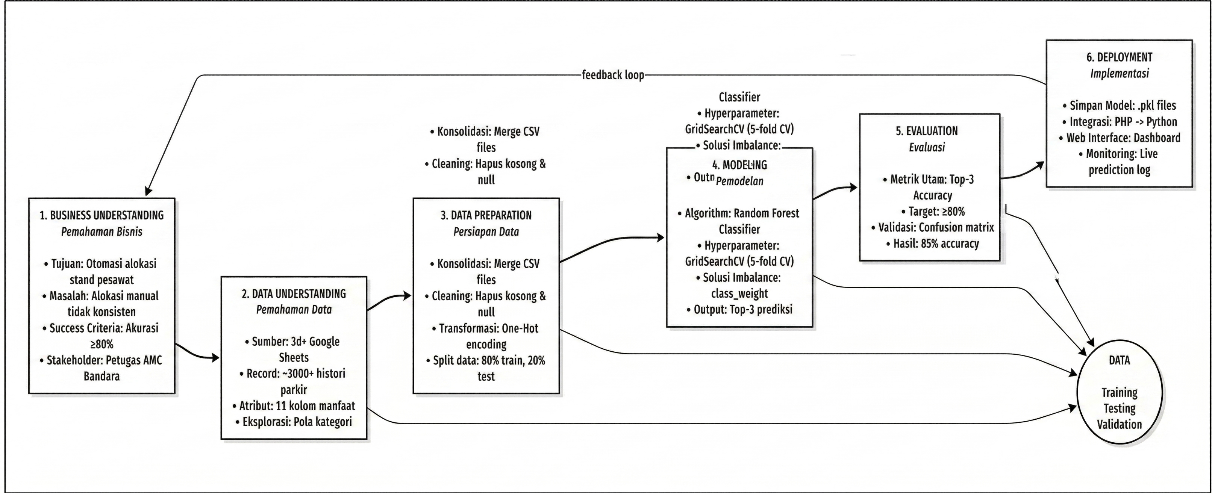 feedback loop
1. BUSINESS UNDERSTANDING
Pemahaman Bisnis
• Tujuan: Otomasi alokasi
stand pesawat
• Masalah: Alokasi manual
tidak konsisten
• Success Criteria: Akurasi
≥80%
• Stakeholder: Petugas AMC
Bandara
2. DATA UNDERSTANDING
Pemahaman Data
• Sumber: 3d+ Google
Sheets
• Record: ~3000+ histori
parkir
• Atribut: 11 kolom manfaat
• Eksplorasi: Pola kategori
• Konsolidasi: Merge CSV
files
• Cleaning: Hapus kosong &
null
3. DATA PREPARATION
Persiapan Data
• Konsolidasi: Merge CSV
files
• Cleaning: Hapus kosong &
null
• Transformasi: One-Hot
encoding
• Split data: 80% train, 20%
test
Classifier
• Hyperparameter:
GridSearchCV (5-fold CV)
• Solusi Imbalance:
4. MODELING
Pemodelan
• Algorithm: Random Forest
Classifier
• Hyperparameter:
GridSearchCV (5-fold CV)
• Solusi Imbalance:
class_weight
• Output: Top-3 prediksi
5. EVALUATION
Evaluasi
• Metrik Utam: Top-3
Accuracy
• Target: ≥80%
• Validasi: Confusion matrix
• Hasil: 85% accuracy
6. DEPLOYMENT
Implementasi
• Simpan Model: .pkl files
• Integrasi: PHP -> Python
• Web Interface: Dashboard
• Monitoring: Live
prediction log
DATA
Training
Testing
Validation